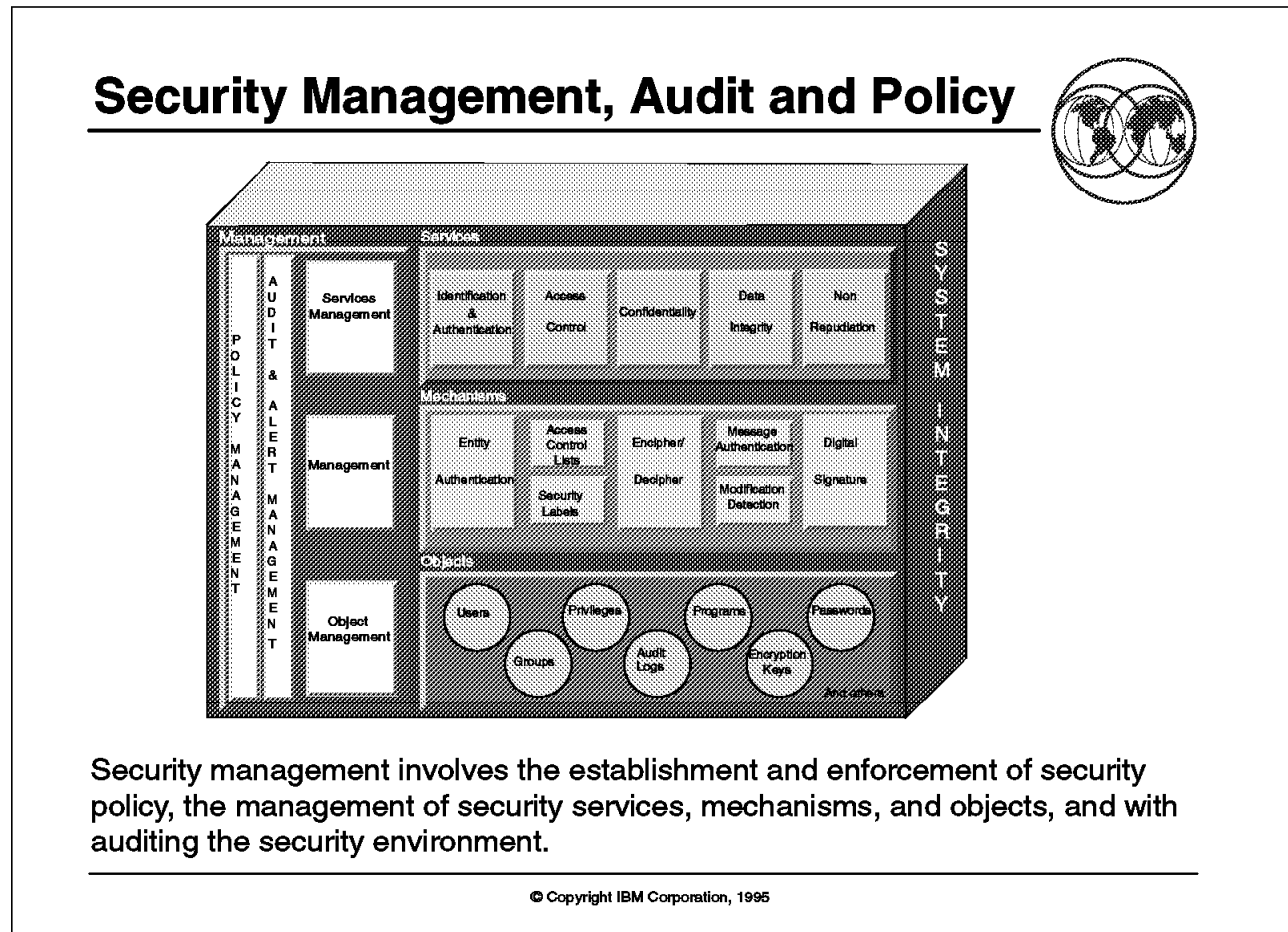 Security Management, Audit and Policy
Management
POLICY MANAGEMENT
AUDIT & ALERT MANAGEMENT
Services
Management
Management
Object
Management
Services
Identification
&
Authentication
Access
Control
Confidentiality
Data
Integrity
Non
Repudiation
Mechanisms
Entity
Authentication
Access
Control
Lists
Security
Labels
Encipher/
Decipher
Message
Authentication
Modification
Detection
Digital
Signature
Objects
Users
Groups
Privileges
Audit
Logs
Programs
Encryption
Keys
Passwords
And others
SYSTEM INTEGRITY
Security management involves the establishment and enforcement of security
policy, the management of security services, mechanisms, and objects, and with
auditing the security environment.
© Copyright IBM Corporation, 1995